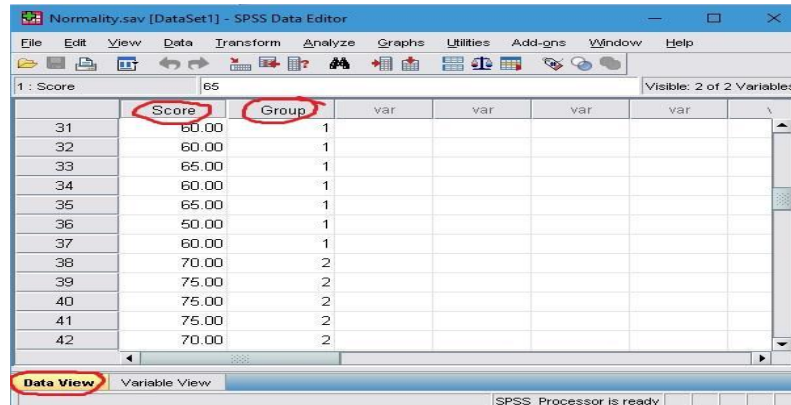 Normality.sav [DataSet1] - SPSS Data Editor
File Edit View Data Transform Analyze Graphs Utilities Add-ons Window Help
1 : Score 65 Visible: 2 of 2 Variables
Score Group var var var var
31 60.00 1
32 60.00 1
33 65.00 1
34 60.00 1
35 65.00 1
36 50.00 1
37 60.00 1
38 70.00 2
39 75.00 2
40 75.00 2
41 75.00 2
42 70.00 2
Data View Variable View
SPSS Processor is ready